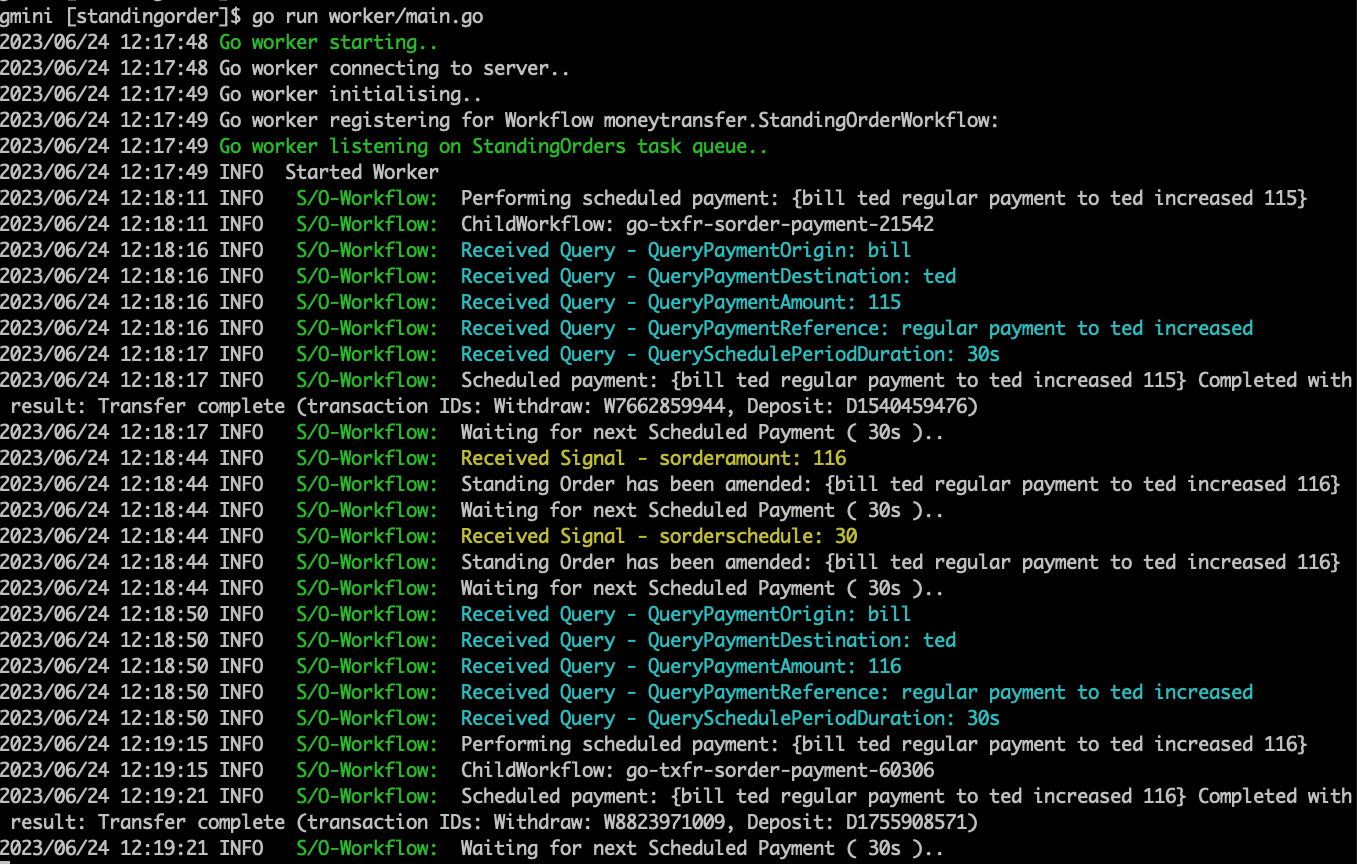 gmini [standingorder]$ go run worker/main.go
2023/06/24 12:17:48 Go worker starting..
2023/06/24 12:17:48 Go worker connecting to server..
2023/06/24 12:17:49 Go worker initialising..
2023/06/24 12:17:49 Go worker registering for Workflow moneytransfer.StandingOrderWorkflow:
2023/06/24 12:17:49 Go worker listening on StandingOrders task queue..
2023/06/24 12:17:49 INFO  Started Worker
2023/06/24 12:18:11 INFO   S/O-Workflow:  Performing scheduled payment: {bill ted regular payment to ted increased 115}
2023/06/24 12:18:11 INFO   S/O-Workflow:  ChildWorkflow: go-txfr-sorder-payment-21542
2023/06/24 12:18:16 INFO   S/O-Workflow:  Received Query - QueryPaymentOrigin: bill
2023/06/24 12:18:16 INFO   S/O-Workflow:  Received Query - QueryPaymentDestination: ted
2023/06/24 12:18:16 INFO   S/O-Workflow:  Received Query - QueryPaymentAmount: 115
2023/06/24 12:18:16 INFO   S/O-Workflow:  Received Query - QueryPaymentReference: regular payment to ted increased
2023/06/24 12:18:17 INFO   S/O-Workflow:  Received Query - QuerySchedulePeriodDuration: 30s
2023/06/24 12:18:17 INFO   S/O-Workflow:  Scheduled payment: {bill ted regular payment to ted increased 115} Completed with
 result: Transfer complete (transaction IDs: Withdraw: W7662859944, Deposit: D1540459476)
2023/06/24 12:18:17 INFO   S/O-Workflow:  Waiting for next Scheduled Payment ( 30s )..
2023/06/24 12:18:44 INFO   S/O-Workflow:  Received Signal - sorderamount: 116
2023/06/24 12:18:44 INFO   S/O-Workflow:  Standing Order has been amended: {bill ted regular payment to ted increased 116}
2023/06/24 12:18:44 INFO   S/O-Workflow:  Waiting for next Scheduled Payment ( 30s )..
2023/06/24 12:18:44 INFO   S/O-Workflow:  Received Signal - sorderschedule: 30
2023/06/24 12:18:44 INFO   S/O-Workflow:  Standing Order has been amended: {bill ted regular payment to ted increased 116}
2023/06/24 12:18:44 INFO   S/O-Workflow:  Waiting for next Scheduled Payment ( 30s )..
2023/06/24 12:18:50 INFO   S/O-Workflow:  Received Query - QueryPaymentOrigin: bill
2023/06/24 12:18:50 INFO   S/O-Workflow:  Received Query - QueryPaymentDestination: ted
2023/06/24 12:18:50 INFO   S/O-Workflow:  Received Query - QueryPaymentAmount: 116
2023/06/24 12:18:50 INFO   S/O-Workflow:  Received Query - QueryPaymentReference: regular payment to ted increased
2023/06/24 12:18:50 INFO   S/O-Workflow:  Received Query - QuerySchedulePeriodDuration: 30s
2023/06/24 12:19:15 INFO   S/O-Workflow:  Performing scheduled payment: {bill ted regular payment to ted increased 116}
2023/06/24 12:19:15 INFO   S/O-Workflow:  ChildWorkflow: go-txfr-sorder-payment-60306
2023/06/24 12:19:21 INFO   S/O-Workflow:  Scheduled payment: {bill ted regular payment to ted increased 116} Completed with
 result: Transfer complete (transaction IDs: Withdraw: W8823971009, Deposit: D1755908571)
2023/06/24 12:19:21 INFO   S/O-Workflow:  Waiting for next Scheduled Payment ( 30s )..